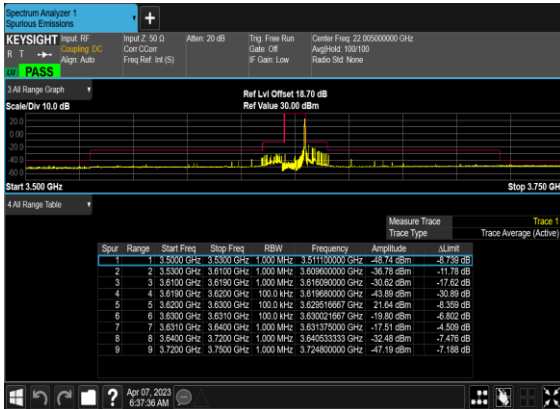 Spectrum Analyzer 1
Spurious Emissions
KEYSIGHT Input: RF Input Z: 50 Ω Atten: 20 dB Trig: Free Run Center Freq: 22.005000000 GHz
R T Coupling: DC Corr CCorr Gate: Off Avg|Hold: 100/100
Align: Auto Freq Ref: Int (S) IF Gain: Low Radio Std: None
PASS
3 All Range Graph
Ref Lvl Offset 18.70 dB
Scale/Div 10.0 dB Ref Value 30.00 dBm
20.0
0.00
-20.0
-40.0
-60.0
Start 3.500 GHz Stop 3.750 GH
4 All Range Table
Measure Trace Trace 1
Trace Type Trace Average (Active)
Spur Range Start Freq Stop Freq RBW Frequency Amplitude ΔLimit
1 1 3.5000 GHz 3.5300 GHz 1.000 MHz 3.511100000 GHz -48.74 dBm -8.739 dB
2 2 3.5300 GHz 3.6100 GHz 1.000 MHz 3.609600000 GHz -36.78 dBm -11.78 dB
3 3 3.6100 GHz 3.6190 GHz 1.000 MHz 3.616090000 GHz -30.62 dBm -17.62 dB
4 4 3.6190 GHz 3.6200 GHz 100.0 kHz 3.619680000 GHz -43.89 dBm -30.89 dB
5 5 3.6200 GHz 3.6300 GHz 100.0 kHz 3.629516667 GHz 21.64 dBm -8.359 dB
6 6 3.6300 GHz 3.6310 GHz 100.0 kHz 3.630021667 GHz -19.80 dBm -6.802 dB
7 7 3.6310 GHz 3.6400 GHz 1.000 MHz 3.631375000 GHz -17.51 dBm -4.509 dB
8 8 3.6400 GHz 3.7200 GHz 1.000 MHz 3.640533333 GHz -32.48 dBm -7.476 dB
9 9 3.7200 GHz 3.7500 GHz 1.000 MHz 3.724800000 GHz -47.19 dBm -7.188 dB
Apr 07, 2023
6:37:36 AM